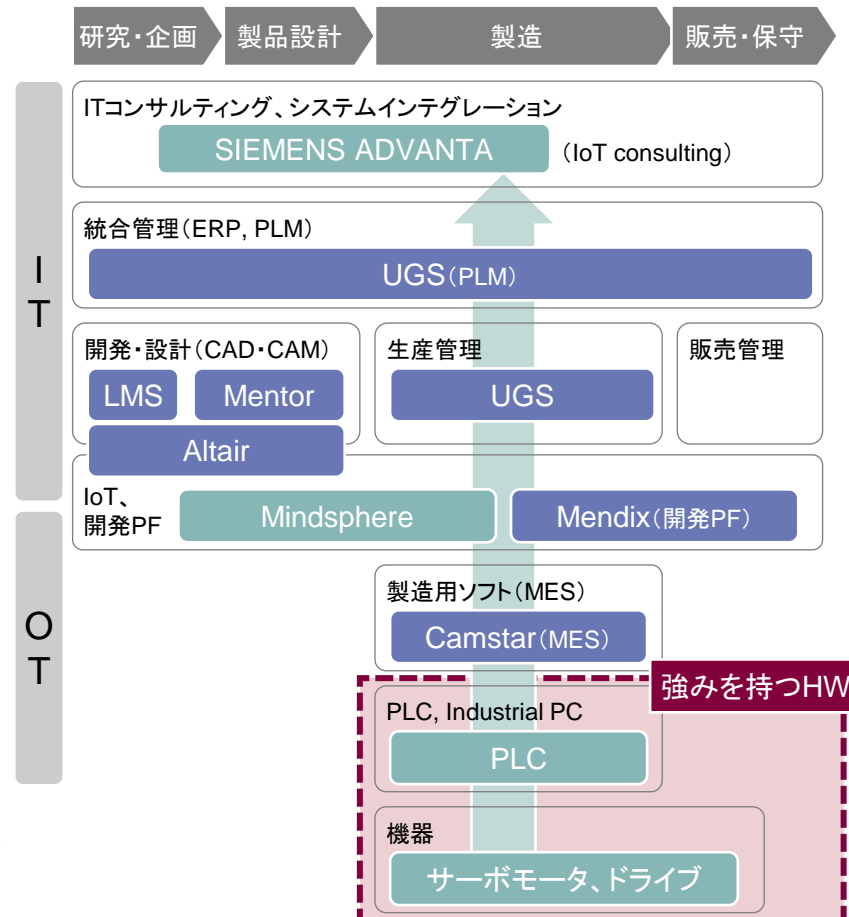 研究・企画
製品設計
製造
販売・保守
IT
ITコンサルティング、システムインテグレーション
SIEMENS ADVANTA
（IoT consulting）
統合管理（ERP, PLM）
UGS（PLM）
開発・設計（CAD・CAM）
LMS
Mentor
Altair
生産管理
UGS
販売管理
IoT、
開発PF
Mindsphere
Mendix（開発PF）
OT
製造用ソフト（MES）
Camstar（MES）
強みを持つHW
PLC, Industrial PC
PLC
機器
サーボモータ、ドライブ